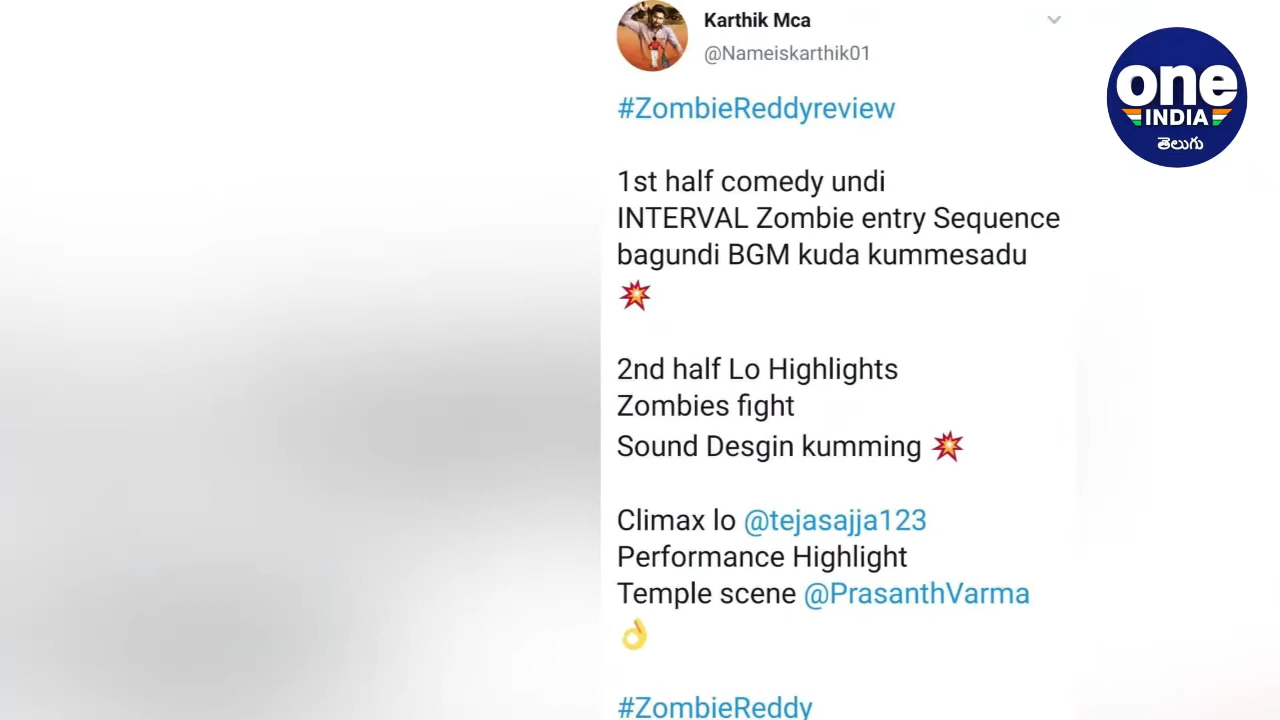 Karthik Mca
@Nameiskarthik01
#ZombieReddyreview
1st half comedy undi
INTERVAL Zombie entry Sequence
bagundi BGM kuda kummesadu
💥
2nd half Lo Highlights
Zombies fight
Sound Desgin kumming 💥
Climax lo @tejasajja123
Performance Highlight
Temple scene @PrasanthVarma
👌
#ZombieReddy
one
INDIA
తెలుగు